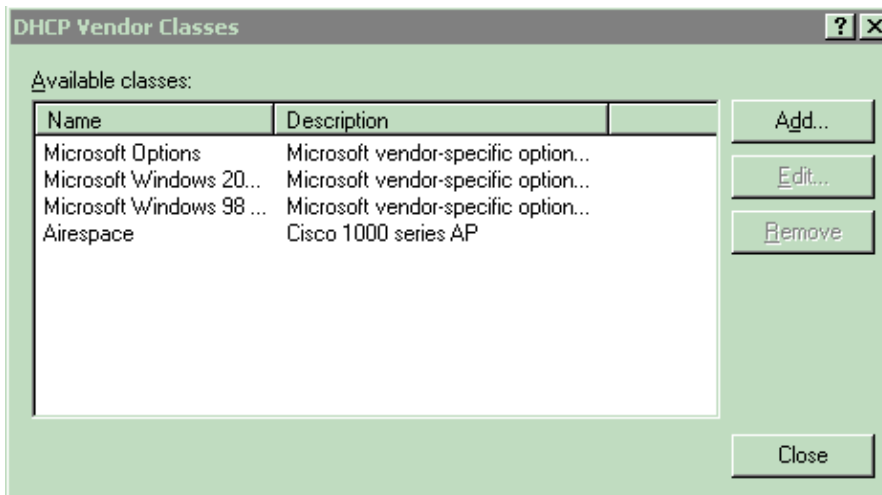 DHCP Vendor Classes
Available classes:
Name Description
Microsoft Options Microsoft vendor-specific option...
Microsoft Windows 20... Microsoft vendor-specific option...
Microsoft Windows 98 ... Microsoft vendor-specific option...
Airespace Cisco 1000 series AP
Add...
Edit...
Remove
Close